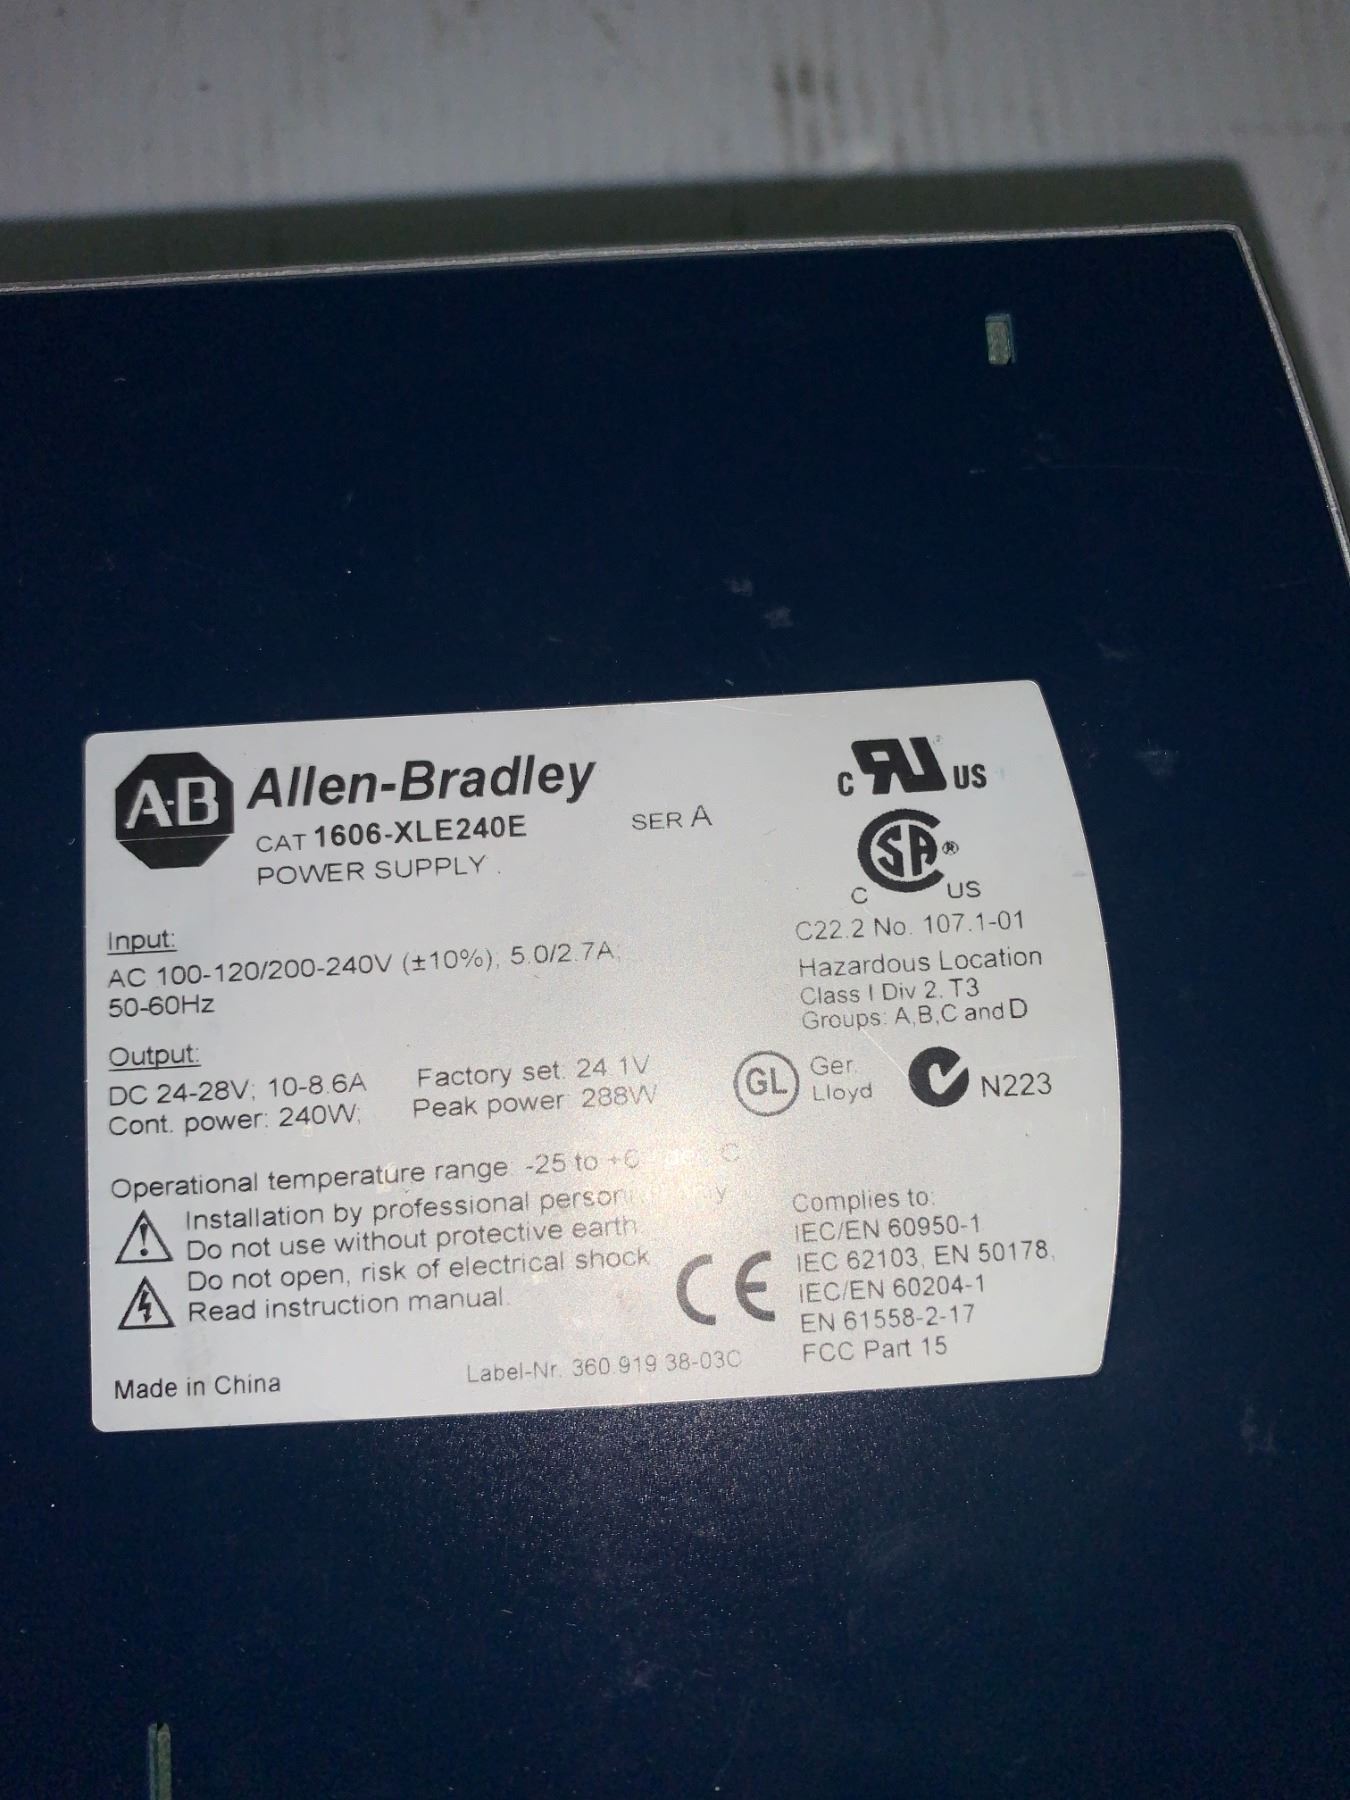 A-B Allen-Bradley
CAT 1606-XLE240E SER A
POWER SUPPLY
Input:
AC 100-120/200-240V (±10%), 5.0/2.7A,
50-60Hz
Output:
DC 24-28V; 10-8.6A Factory set: 24.1V
Cont. power: 240W; Peak power: 288W
Operational temperature range: -25 to
Installation by professional
Do not use without protective earth.
Do not open, risk of electrical shock
Read instruction manual.
Made in China
Label-Nr. 360.919.38-03C
C UR US
C SA ® US
C22.2 No. 107.1-01
Hazardous Location
Class I Div 2, T3
Groups: A,B,C and D
GL Ger.
Lloyd
N223
CE
Complies to:
IEC/EN 60950-1
IEC 62103, EN 50178,
IEC/EN 60204-1
EN 61558-2-17
FCC Part 15